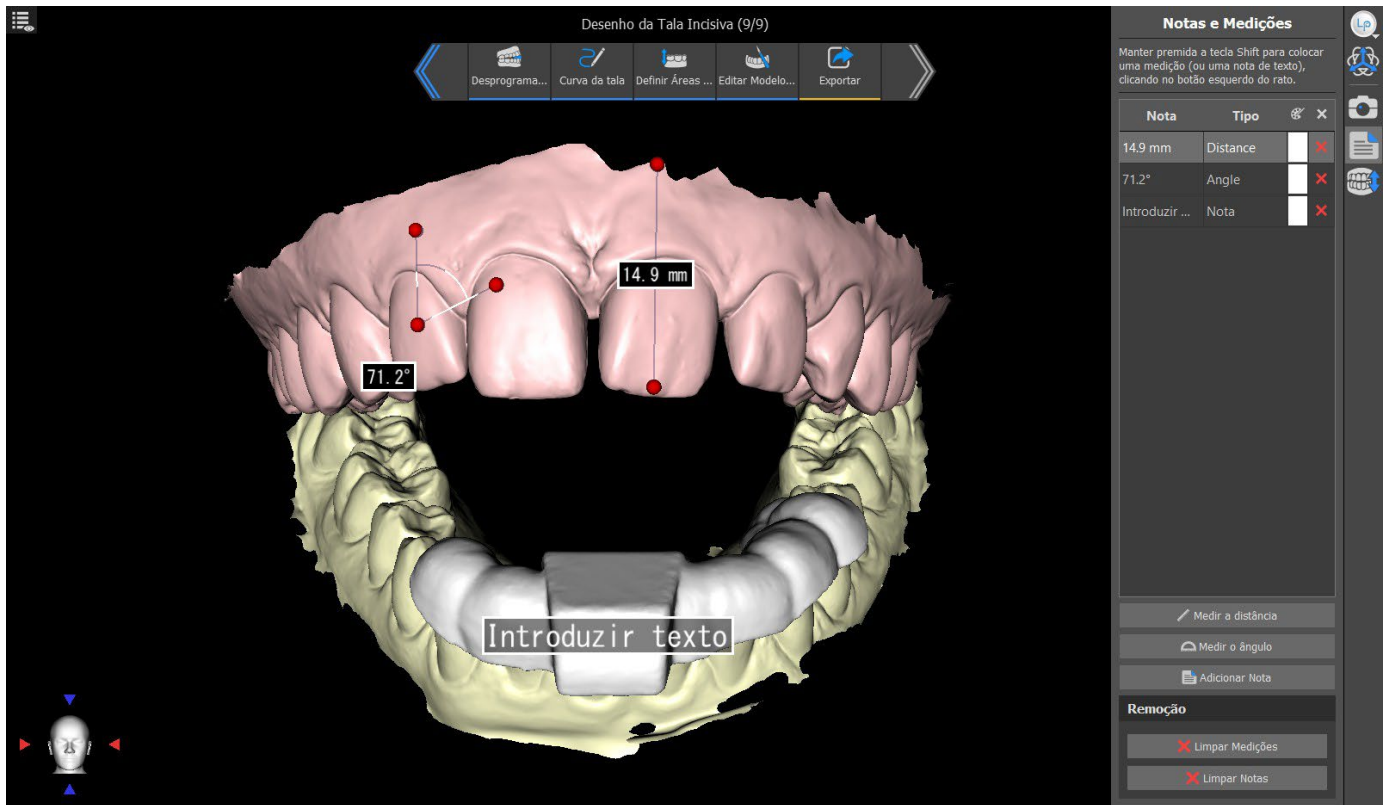 Desenho da Tala Incisiva (9/9)
Desprograma...
Curva da tala
Definir Áreas ...
Editar Modelo...
Exportar
14.9 mm
71.2°
Introduzir texto
Notas e Medições
Manter premida a tecla Shift para colocar
uma medição (ou uma nota de texto),
clicando no botão esquerdo do rato.
Nota Tipo
14.9 mm Distance
71.2° Angle
Introduzir ... Nota
Medir a distância
Medir o ângulo
Adicionar Nota
Remoção
Limpar Medições
Limpar Notas
Lp